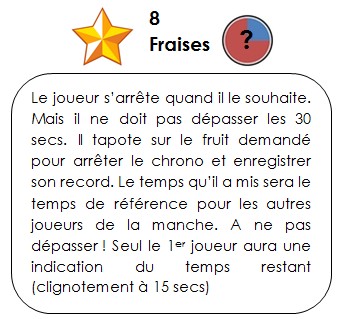 8
Fraises
?
Le joueur s’arrête quand il le souhaite.
Mais il ne doit pas dépasser les 30
secs. Il tapote sur le fruit demandé
pour arrêter le chrono et enregistrer
son record. Le temps qu’il a mis sera le
temps de référence pour les autres
joueurs de la manche. A ne pas
dépasser ! Seul le 1er joueur aura une
indication du temps restant
(clignotement à 15 secs)